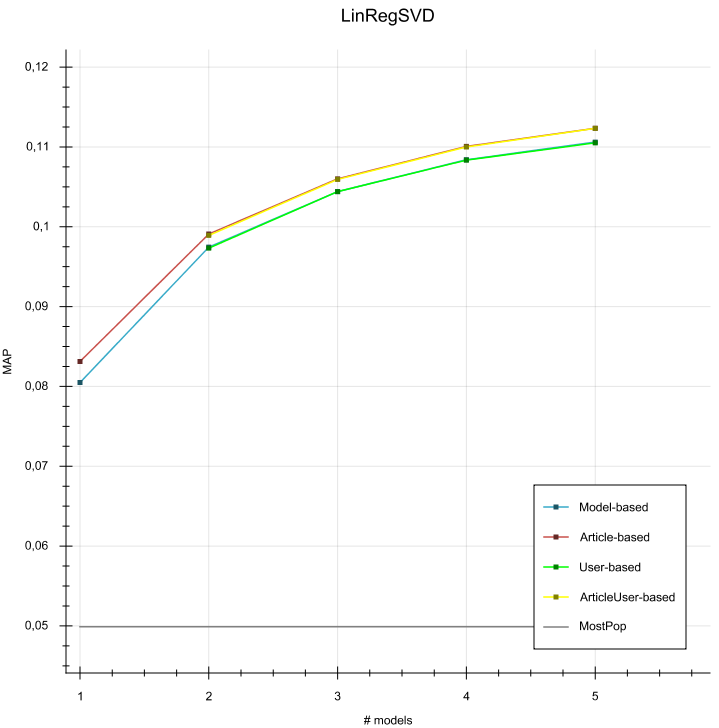 LinRegSVD
0,12
0,11
0,1
0,09
0,08
0,07
0,06
0,05
MAP
1 2 3 4 5
# models
Model-based
Article-based
User-based
ArticleUser-based
MostPop